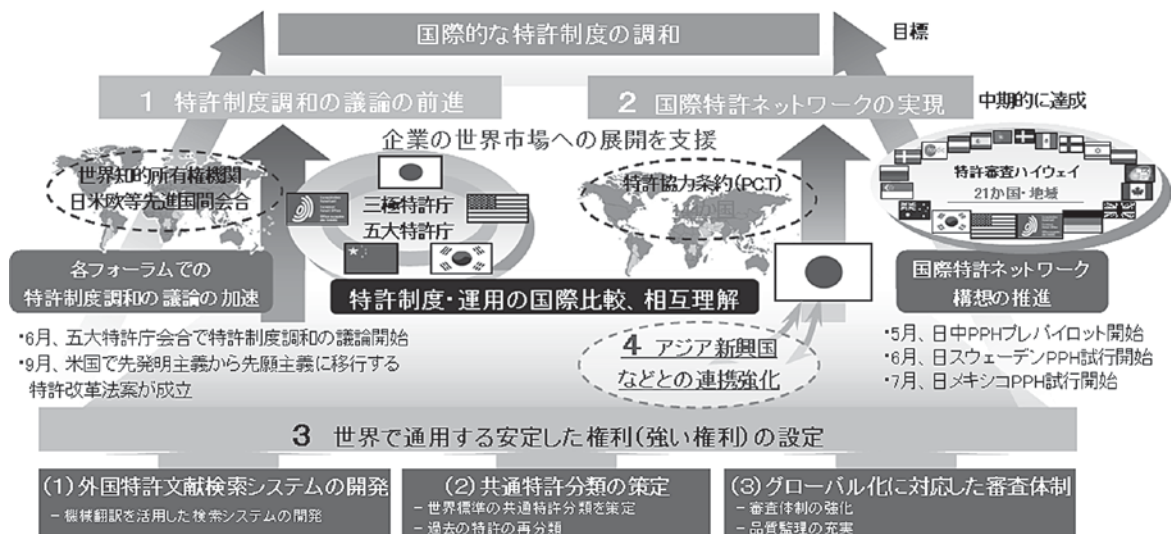 国際的な特許制度の調和
目標
1 特許制度調和の議論の前進
2 国際特許ネットワークの実現
中期的に達成
企業の世界市場への展開を支援
世界知的所有権機関
日米欧等先進国間会合
三極特許庁
五大特許庁
特許協力条約(PCT)
か国
特許審査ハイウェイ
21か国・地域
各フォーラムでの
特許制度調和の議論の加速
特許制度・運用の国際比較、相互理解
国際特許ネットワーク
構想の推進
・6月、五大特許庁会合で特許制度調和の議論開始
・9月、米国で先発明主義から先願主義に移行する
特許改革法案が成立
4 アジア新興国
などとの連携強化
・5月、日中PPHプレパイロット開始
・6月、日スウェーデンPPH試行開始
・7月、日メキシコPPH試行開始
3 世界で通用する安定した権利(強い権利)の設定
(1)外国特許文献検索システムの開発
− 機械翻訳を活用した検索システムの開発
(2)共通特許分類の策定
− 世界標準の共通特許分類を策定
− 過去の特許の再分類
(3)グローバル化に対応した審査体制
− 審査体制の強化
− 品質監理の充実